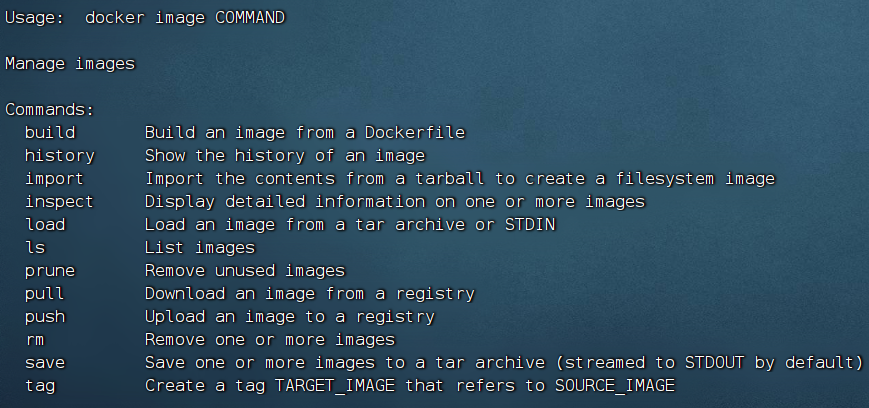 Usage:  docker image COMMAND

Manage images

Commands:
  build       Build an image from a Dockerfile
  history     Show the history of an image
  import      Import the contents from a tarball to create a filesystem image
  inspect     Display detailed information on one or more images
  load        Load an image from a tar archive or STDIN
  ls          List images
  prune       Remove unused images
  pull        Download an image from a registry
  push        Upload an image to a registry
  rm          Remove one or more images
  save        Save one or more images to a tar archive (streamed to STDOUT by default)
  tag         Create a tag TARGET_IMAGE that refers to SOURCE_IMAGE